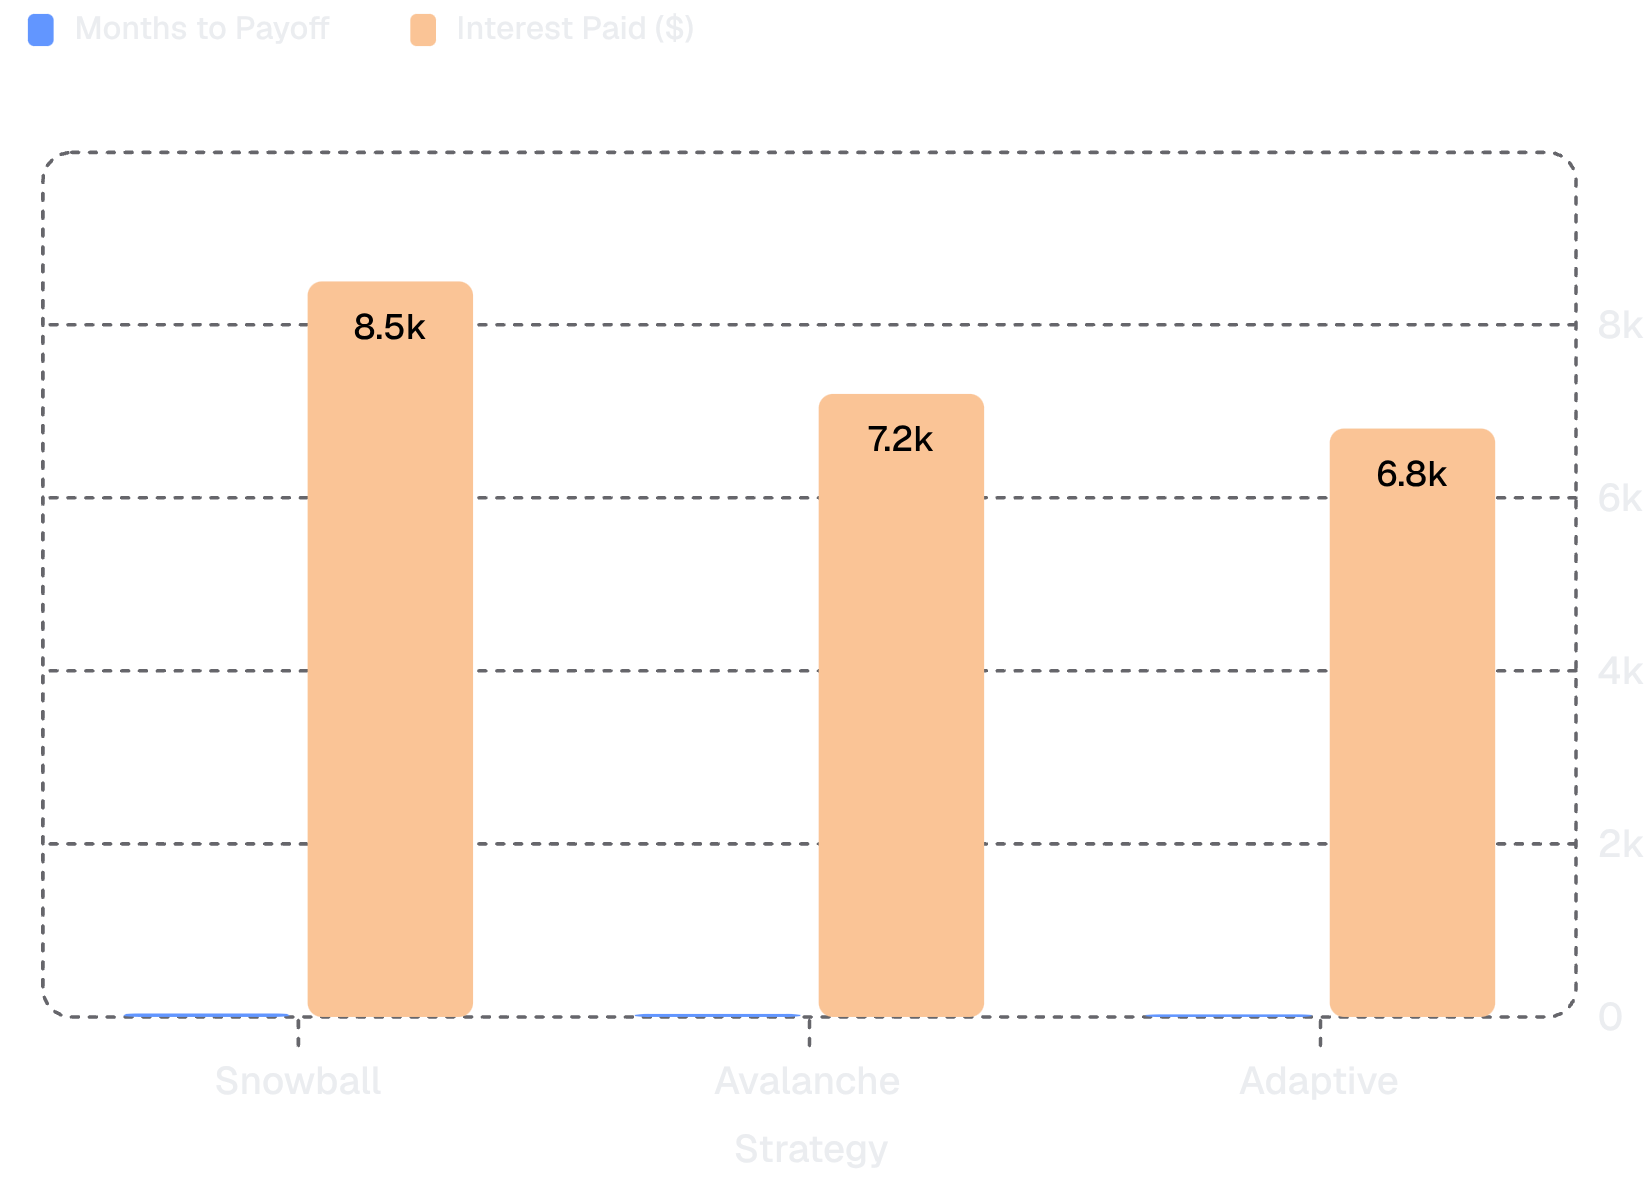 Months to Payoff Interest Paid ($)
8.5k
8k
7.2k
6.8k
6k
4k
2k
0
Snowball Avalanche Adaptive
Strategy